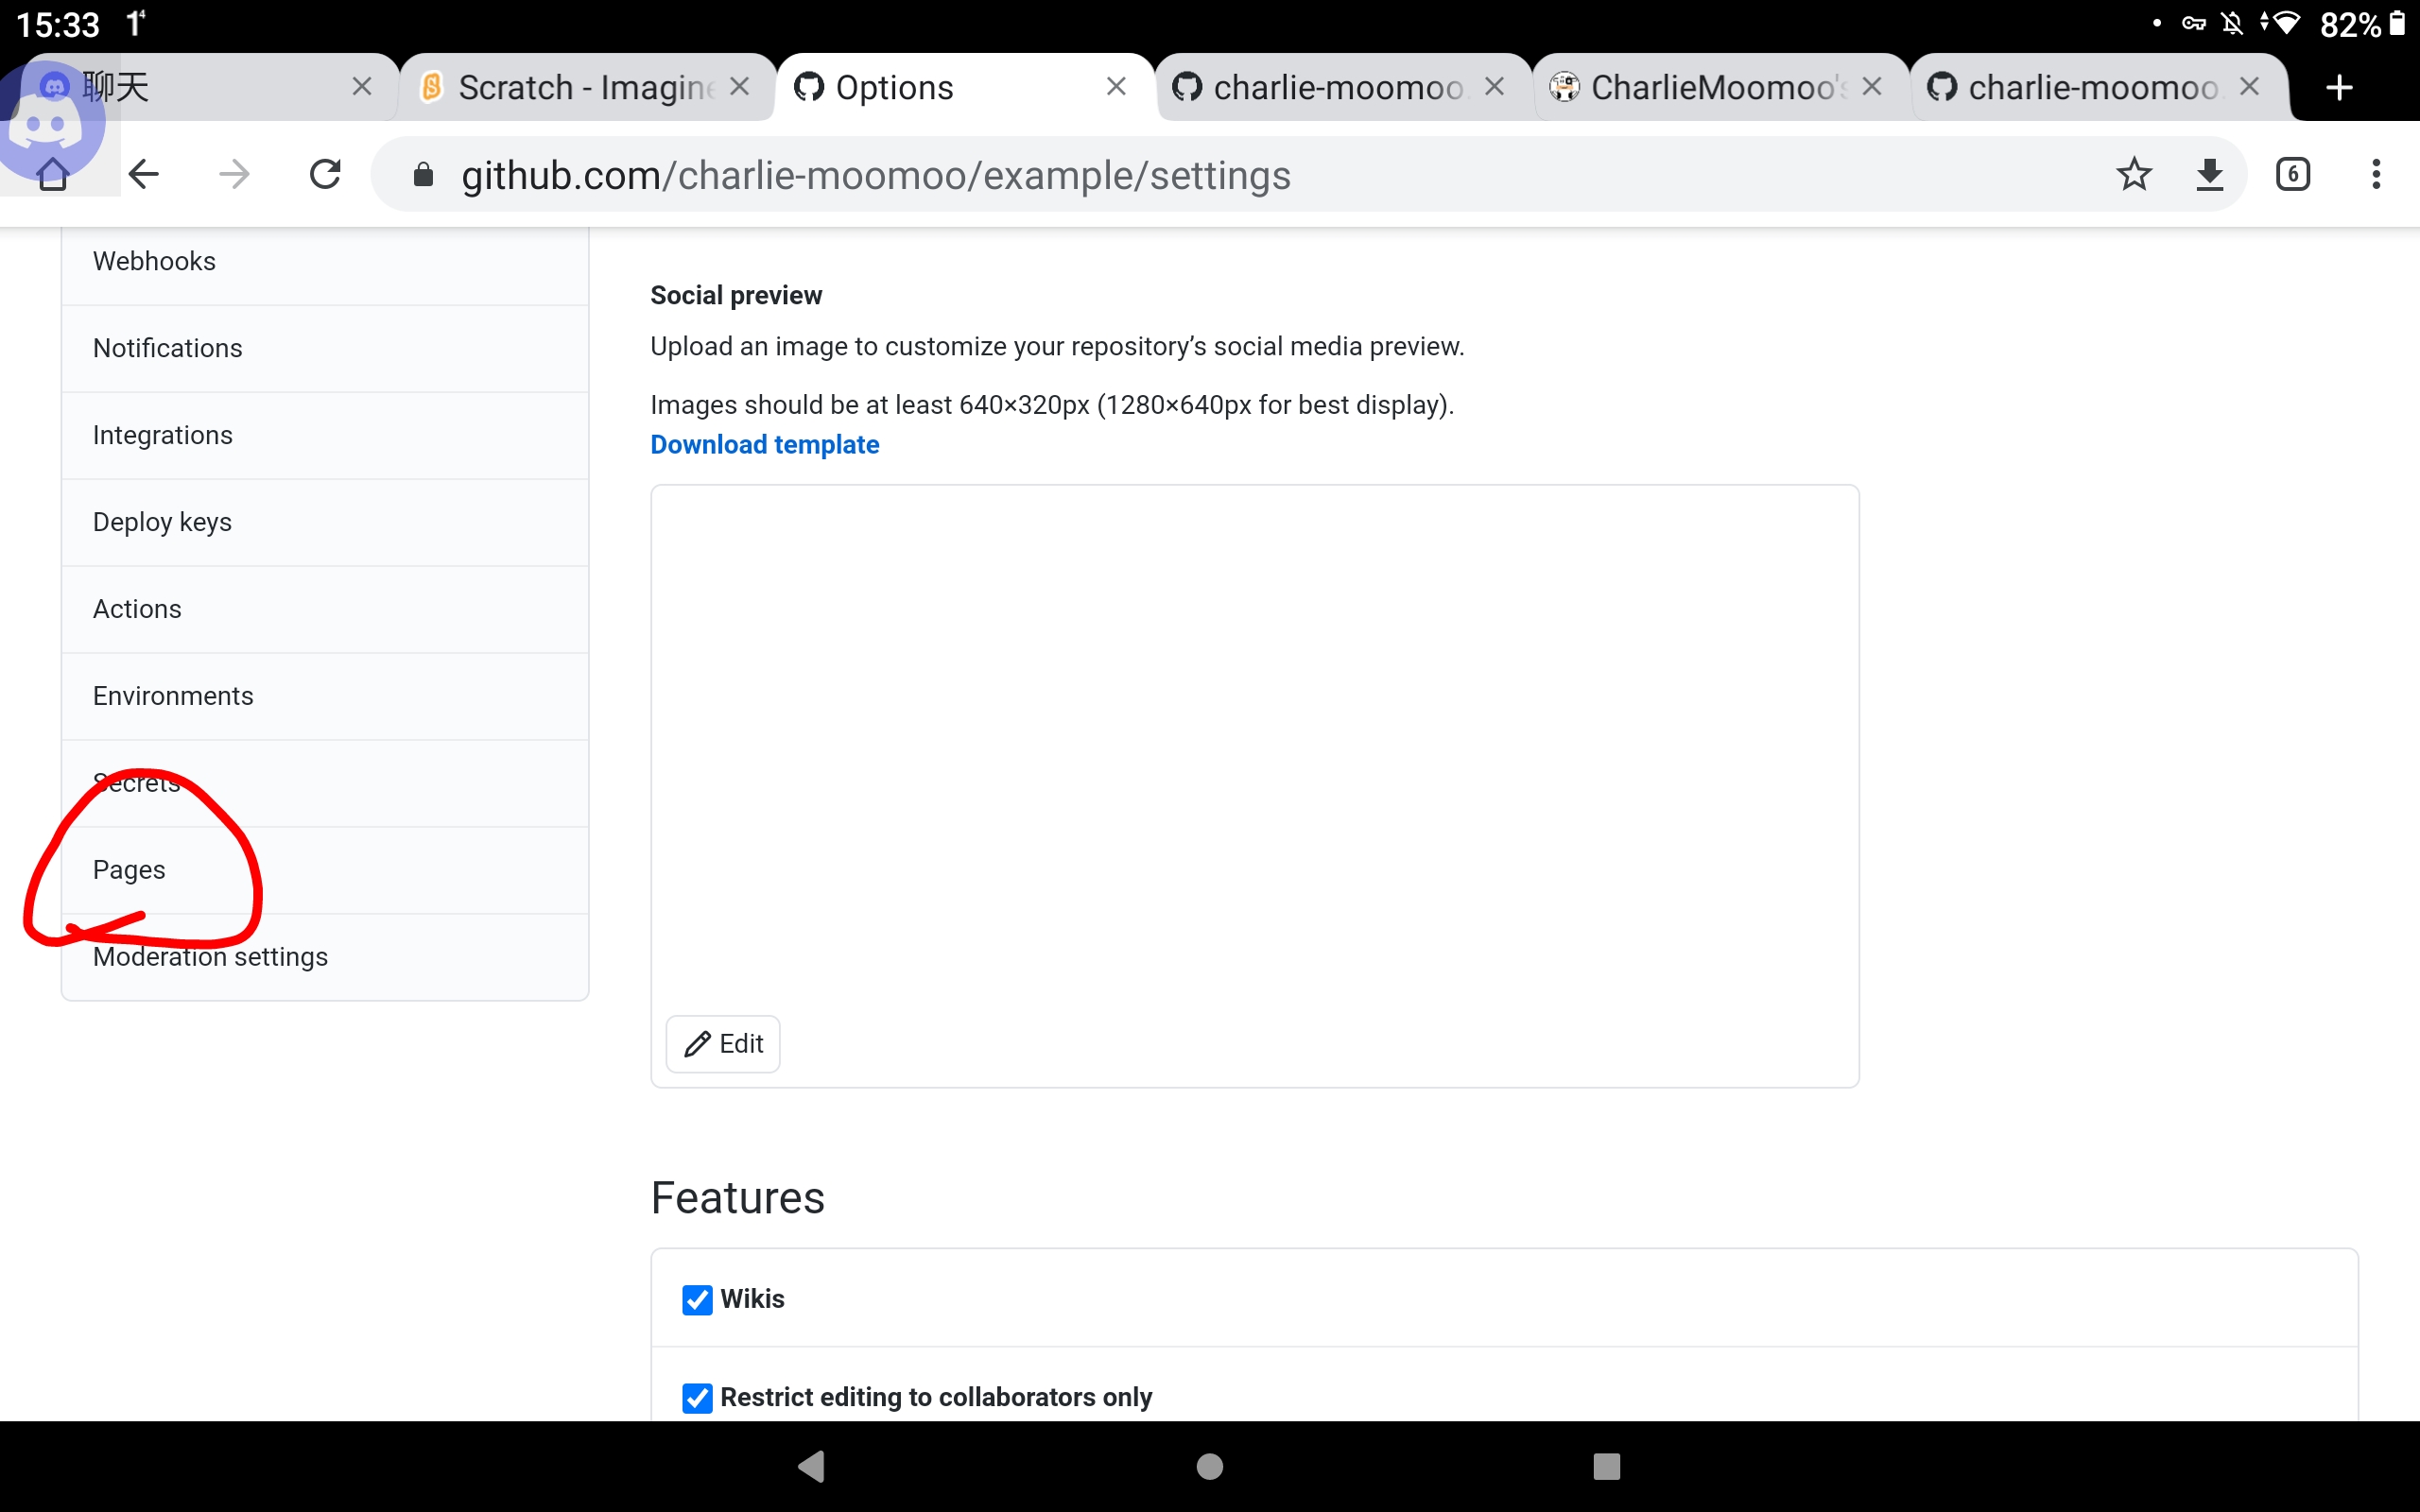 15:33 1⁴ 82%
聊天 Scratch - Imagine Options charlie-moomoo CharlieMoomoo's charlie-moomoo
github.com/charlie-moomoo/example/settings 6
Webhooks
Notifications
Integrations
Deploy keys
Actions
Environments
Secrets
Pages
Moderation settings
Social preview
Upload an image to customize your repository’s social media preview.
Images should be at least 640×320px (1280×640px for best display).
Download template
Edit
Features
Wikis
Restrict editing to collaborators only